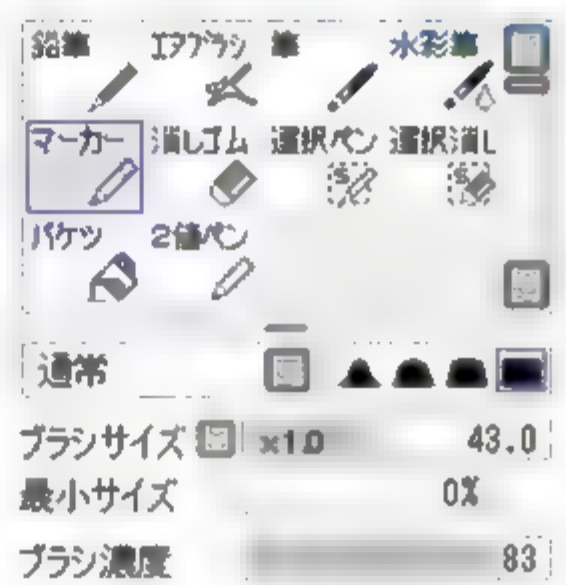 鉛筆 エアブラシ 筆 水彩筆
マーカー 消しゴム 選択ペン 選択消し
バケツ 2値ペン
通常
ブラシサイズ ×1.0 43.0
最小サイズ 0%
ブラシ濃度 83